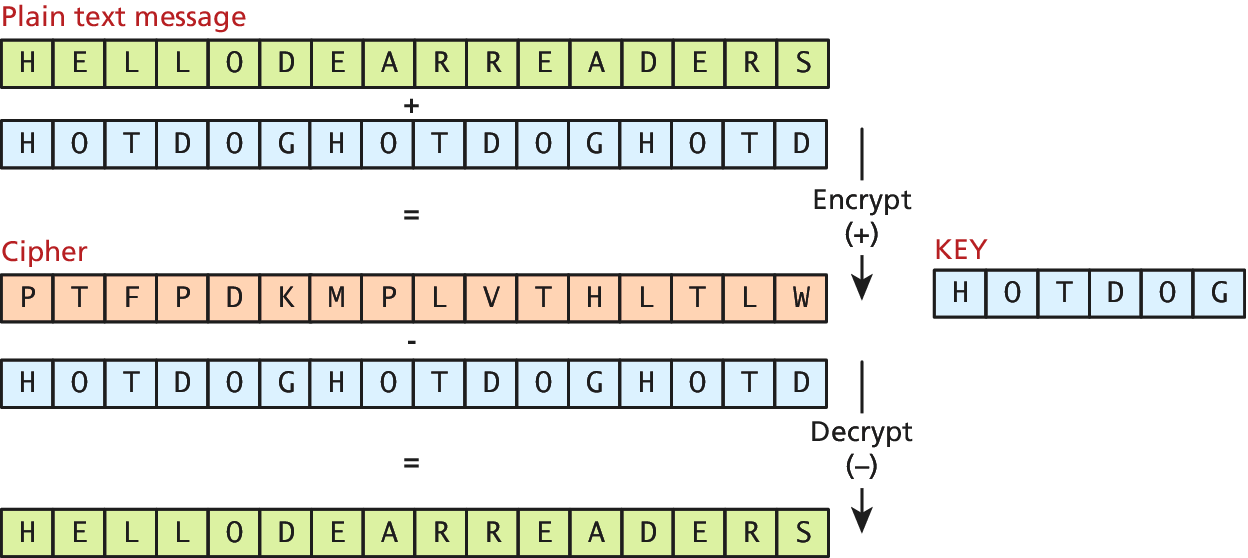 Plain text message
H E L L O D E A R R E A D E R S
+
H O T D O G H O T D O G H O T D
=
Encrypt
(+)
Cipher
P T F P D K M P L V T H L T L W
KEY
H O T D O G
-
H O T D O G H O T D O G H O T D
=
Decrypt
(–)
H E L L O D E A R R E A D E R S